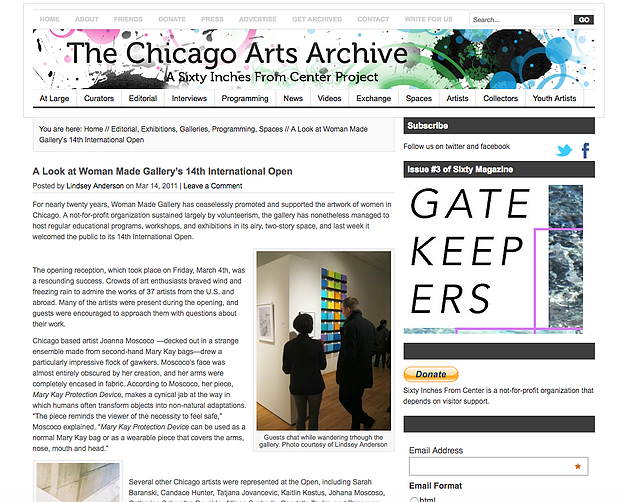 HOME ABOUT FRIENDS DONATE PRESS ADVERTISE GET ARCHIVED CONTACT WRITE FOR US Search... GO
The Chicago Arts Archive
A Sixty Inches From Center Project
At Large Curators Editorial Interviews Programming News Videos Exchange Spaces Artists Collectors Youth Artists
You are here: Home // Editorial, Exhibitions, Galleries, Programming, Spaces // A Look at Woman Made
Gallery's 14th International Open
A Look at Woman Made Gallery's 14th International Open
Posted by Lindsey Anderson on Mar 14, 2011 | Leave a Comment
For nearly twenty years, Woman Made Gallery has ceaselessly promoted and supported the artwork of women in
Chicago. A not-for-profit organization sustained largely by volunteerism, the gallery has nonetheless managed to
host regular educational programs, workshops, and exhibitions in its airy, two-story space, and last week it
welcomed the public to its 14th International Open.
The opening reception, which took place on Friday, March 4th, was
a resounding success. Crowds of art enthusiasts braved wind and
freezing rain to admire the works of 37 artists from the U.S. and
abroad. Many of the artists were present during the opening, and
guests were encouraged to approach them with questions about
their work.
Chicago based artist Joanna Moscoco —decked out in a strange
ensemble made from second-hand Mary Kay bags—drew a
particularly impressive flock of gawkers. Moscoco's face was
almost entirely obscured by her creation, and her arms were
completely encased in fabric. According to Moscoco, her piece,
Mary Kay Protection Device, makes a cynical jab at the way in
which humans often transform objects into non-natural adaptations.
"The piece reminds the viewer of the necessity to feel safe,"
Moscoco explained. "Mary Kay Protection Device can be used as a
normal Mary Kay bag or as a wearable piece that covers the arms,
nose, mouth and head."
Guests chat while wandering though the
gallery. Photo courtesy of Lindsey Anderson
Several other Chicago artists were represented at the Open, including Sarah
Baranski, Candace Hunter, Tatjana Jovancevic, Kaitlin Kostus, Johana Moscoso,
Subscribe
Follow us on twitter and facebook
Issue #3 of Sixty Magazine
GATE
KEEP
ERS
Donate
Sixty Inches From Center is a not-for-profit organization that
depends on visitor support.
Email Address
Email Format
html